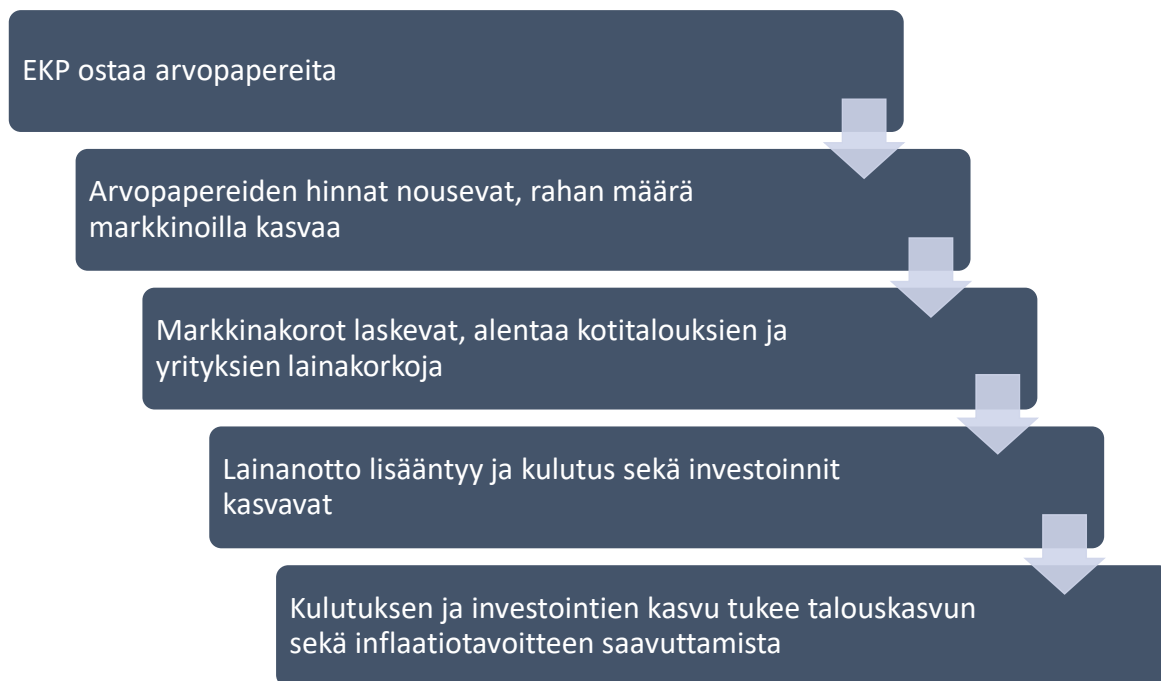 EKP ostaa arvopapereita
Arvopapereiden hinnat nousevat, rahan määrä
markkinoilla kasvaa
Markkinakorot laskevat, alentaa kotitalouksien ja
yrityksien lainakorkoja
Lainanotto lisääntyy ja kulutus sekä investoinnit
kasvavat
Kulutuksen ja investointien kasvu tukee talouskasvun
sekä inflaatiotavoitteen saavuttamista